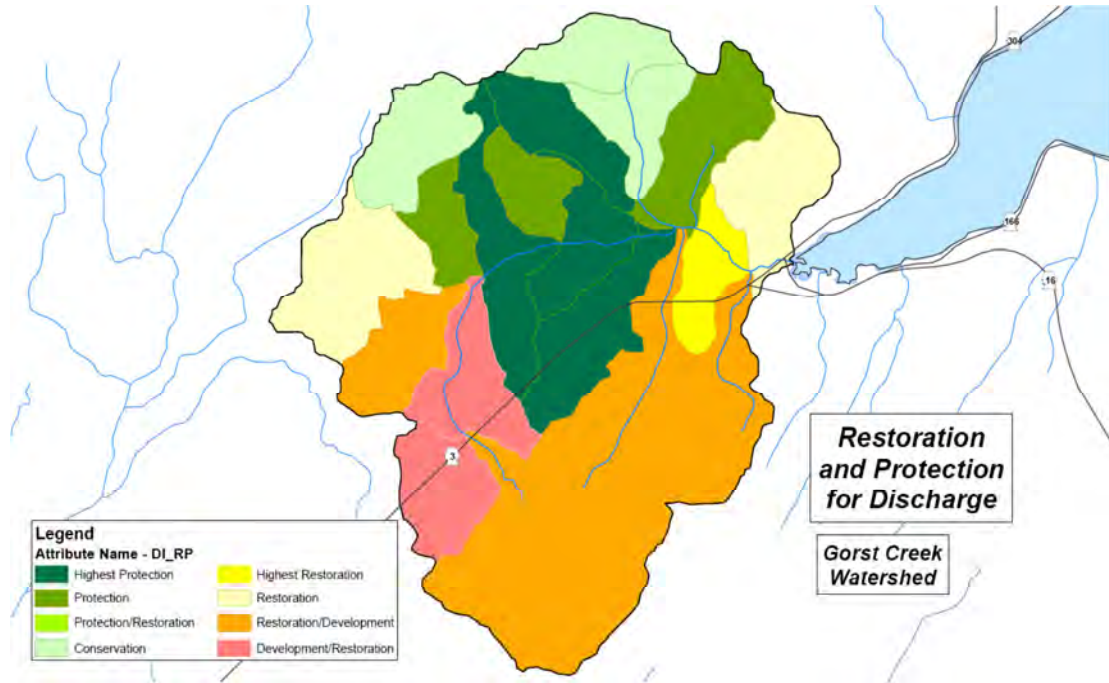 304
166
16
3
Restoration
and Protection
for Discharge
Gorst Creek
Watershed
Legend
Attribute Name - DI_RP
Highest Protection
Highest Restoration
Protection
Restoration
Protection/Restoration
Restoration/Development
Conservation
Development/Restoration